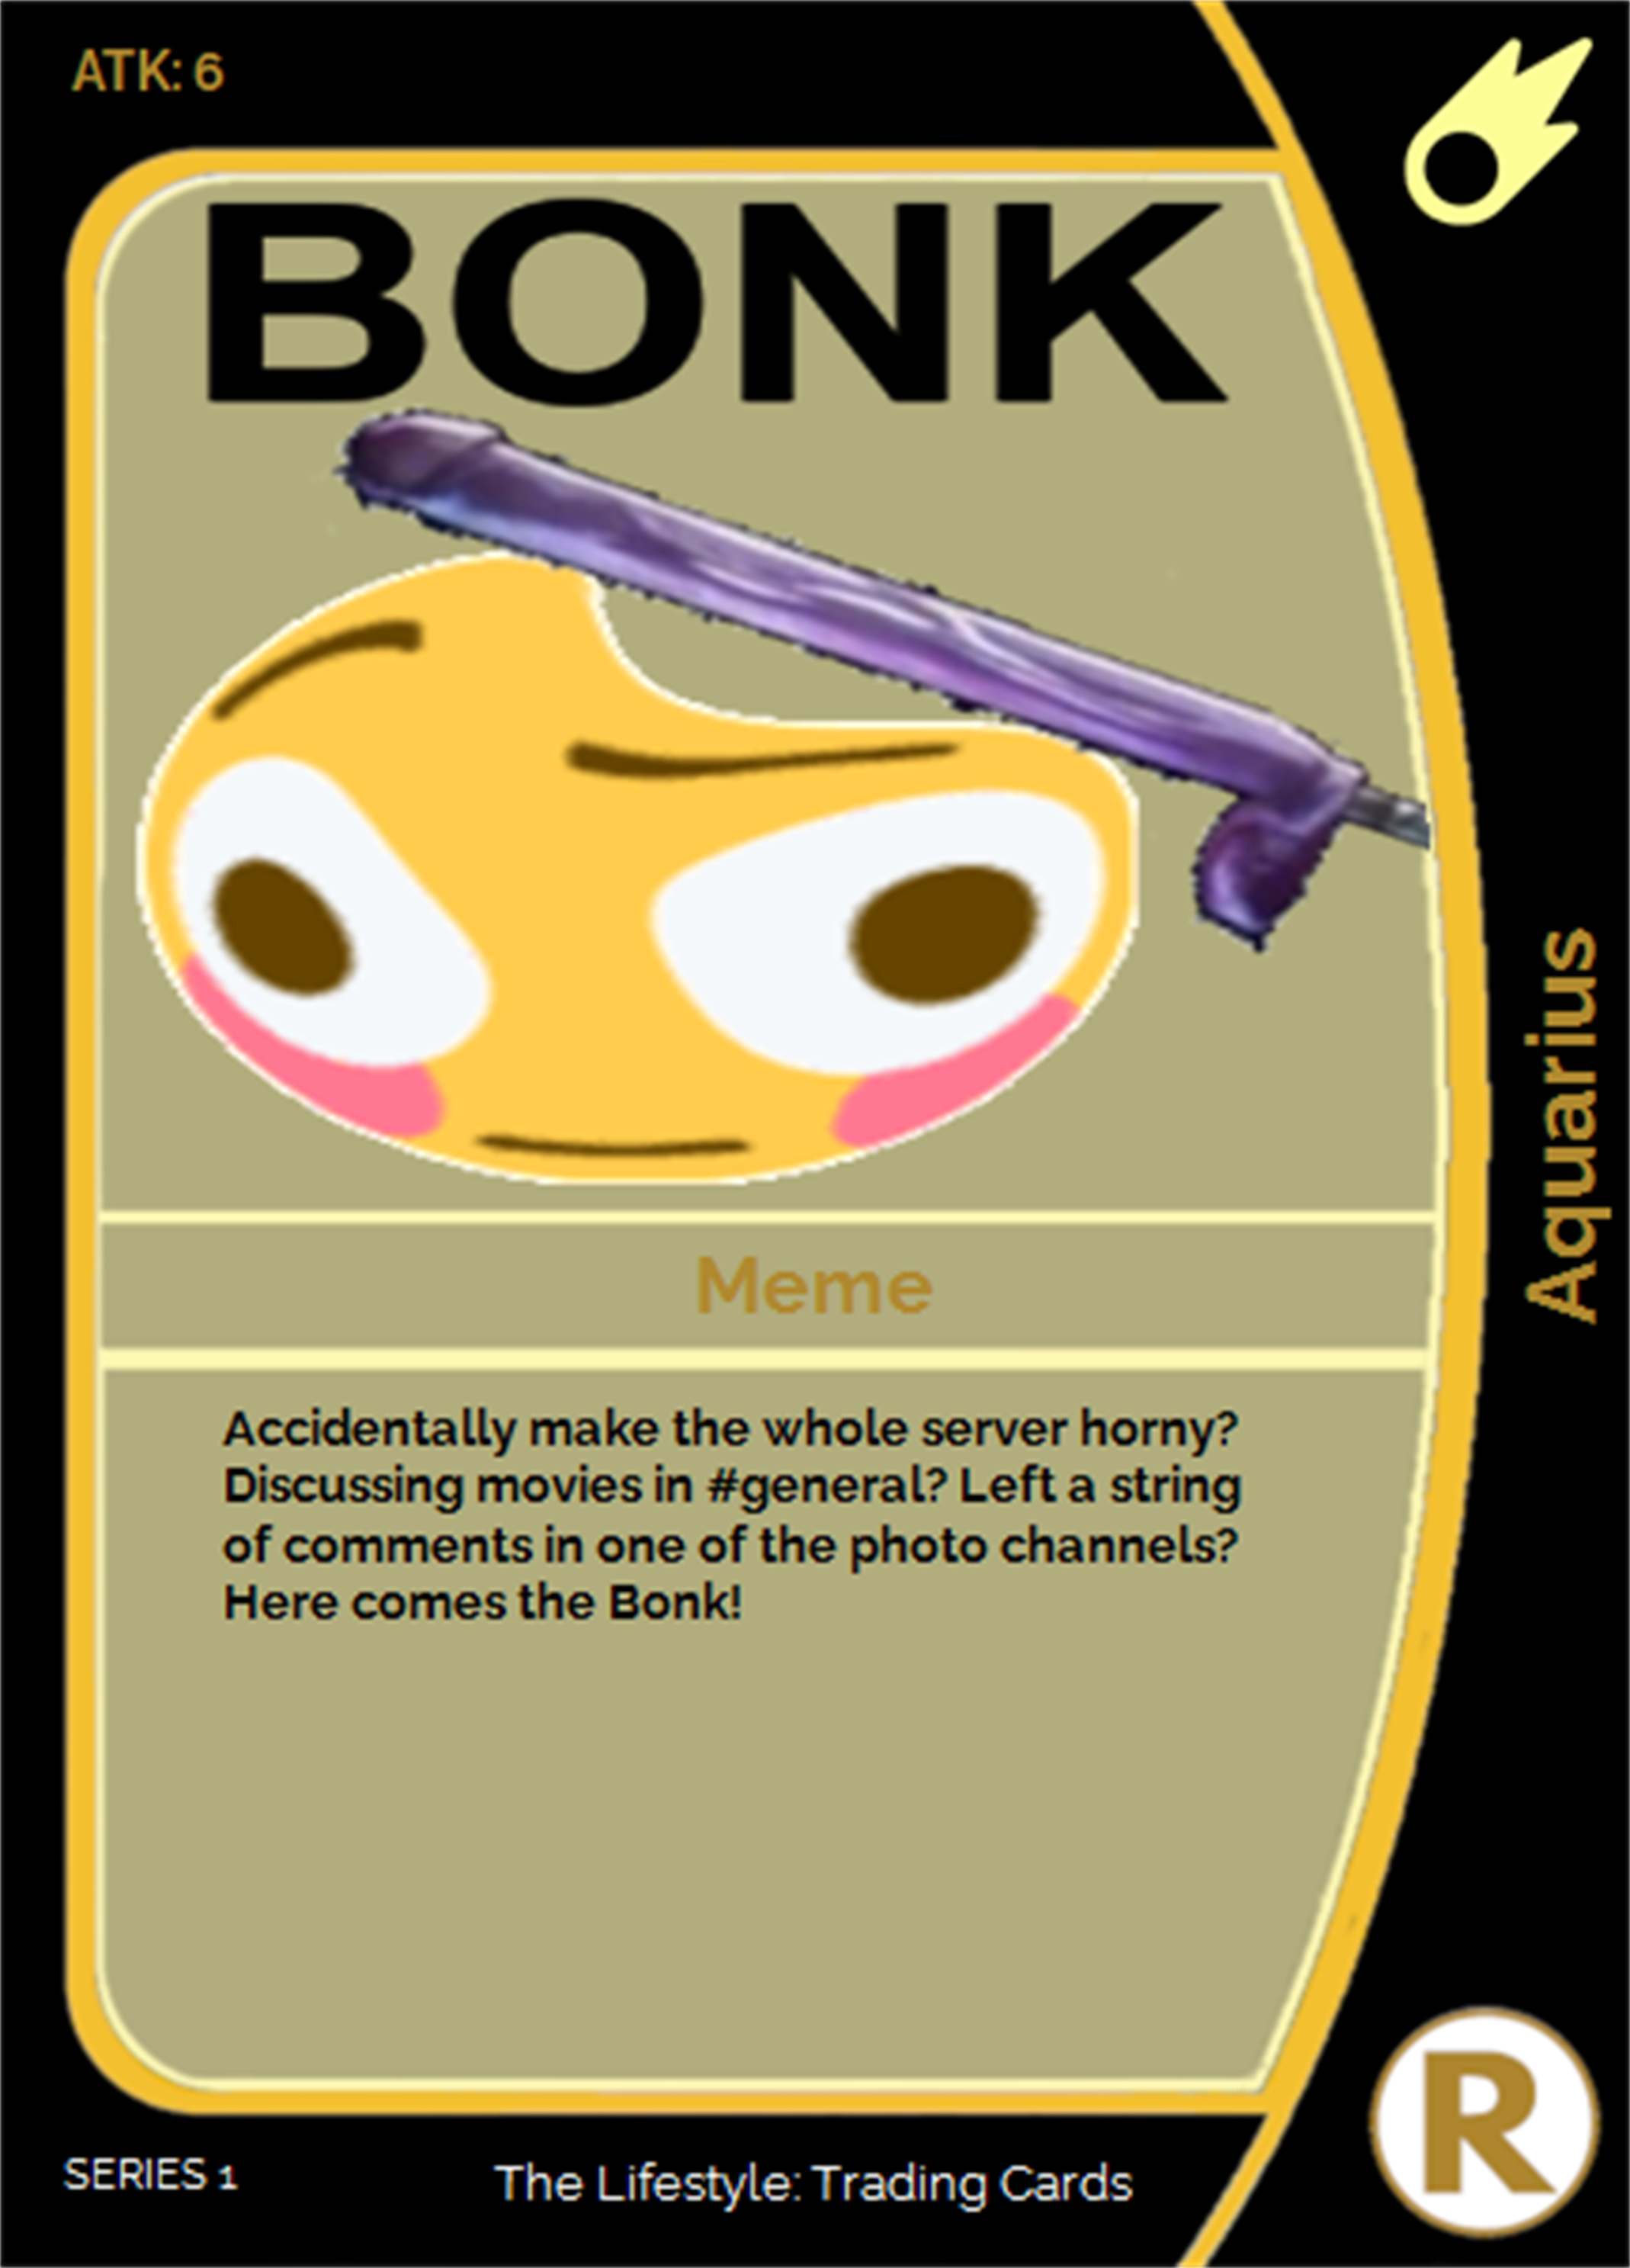 ATK: 6
BONK
Aquarius
Meme
Accidentally make the whole server horny?
Discussing movies in #general? Left a string
of comments in one of the photo channels?
Here comes the Bonk!
SERIES 1
The Lifestyle: Trading Cards
R